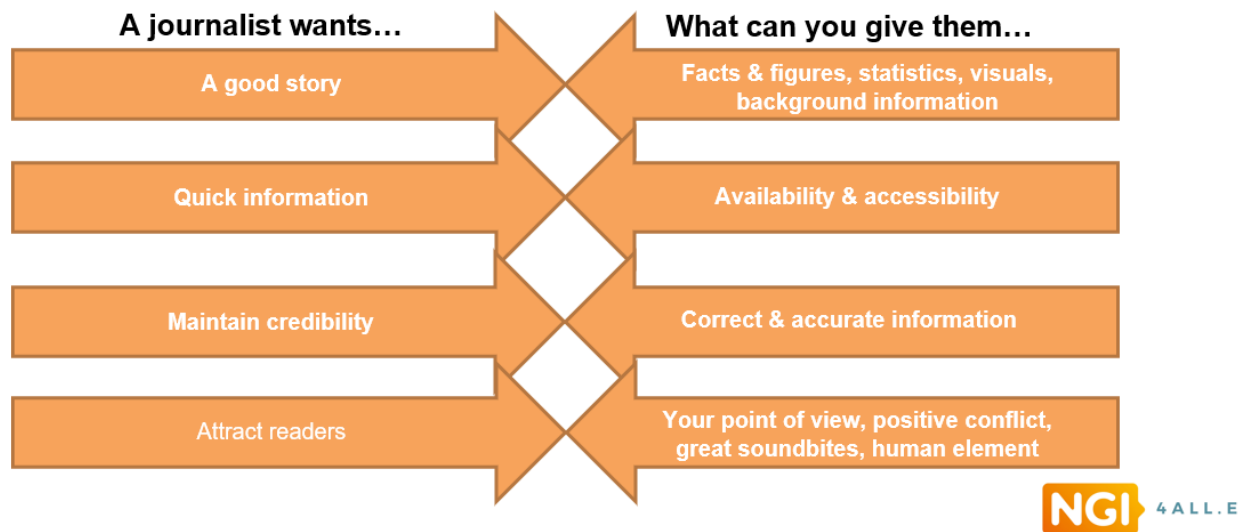 A journalist wants…
What can you give them…
A good story
Facts & figures, statistics, visuals,
background information
Quick information
Availability & accessibility
Maintain credibility
Correct & accurate information
Attract readers
Your point of view, positive conflict,
great soundbites, human element
NGI 4ALL.E